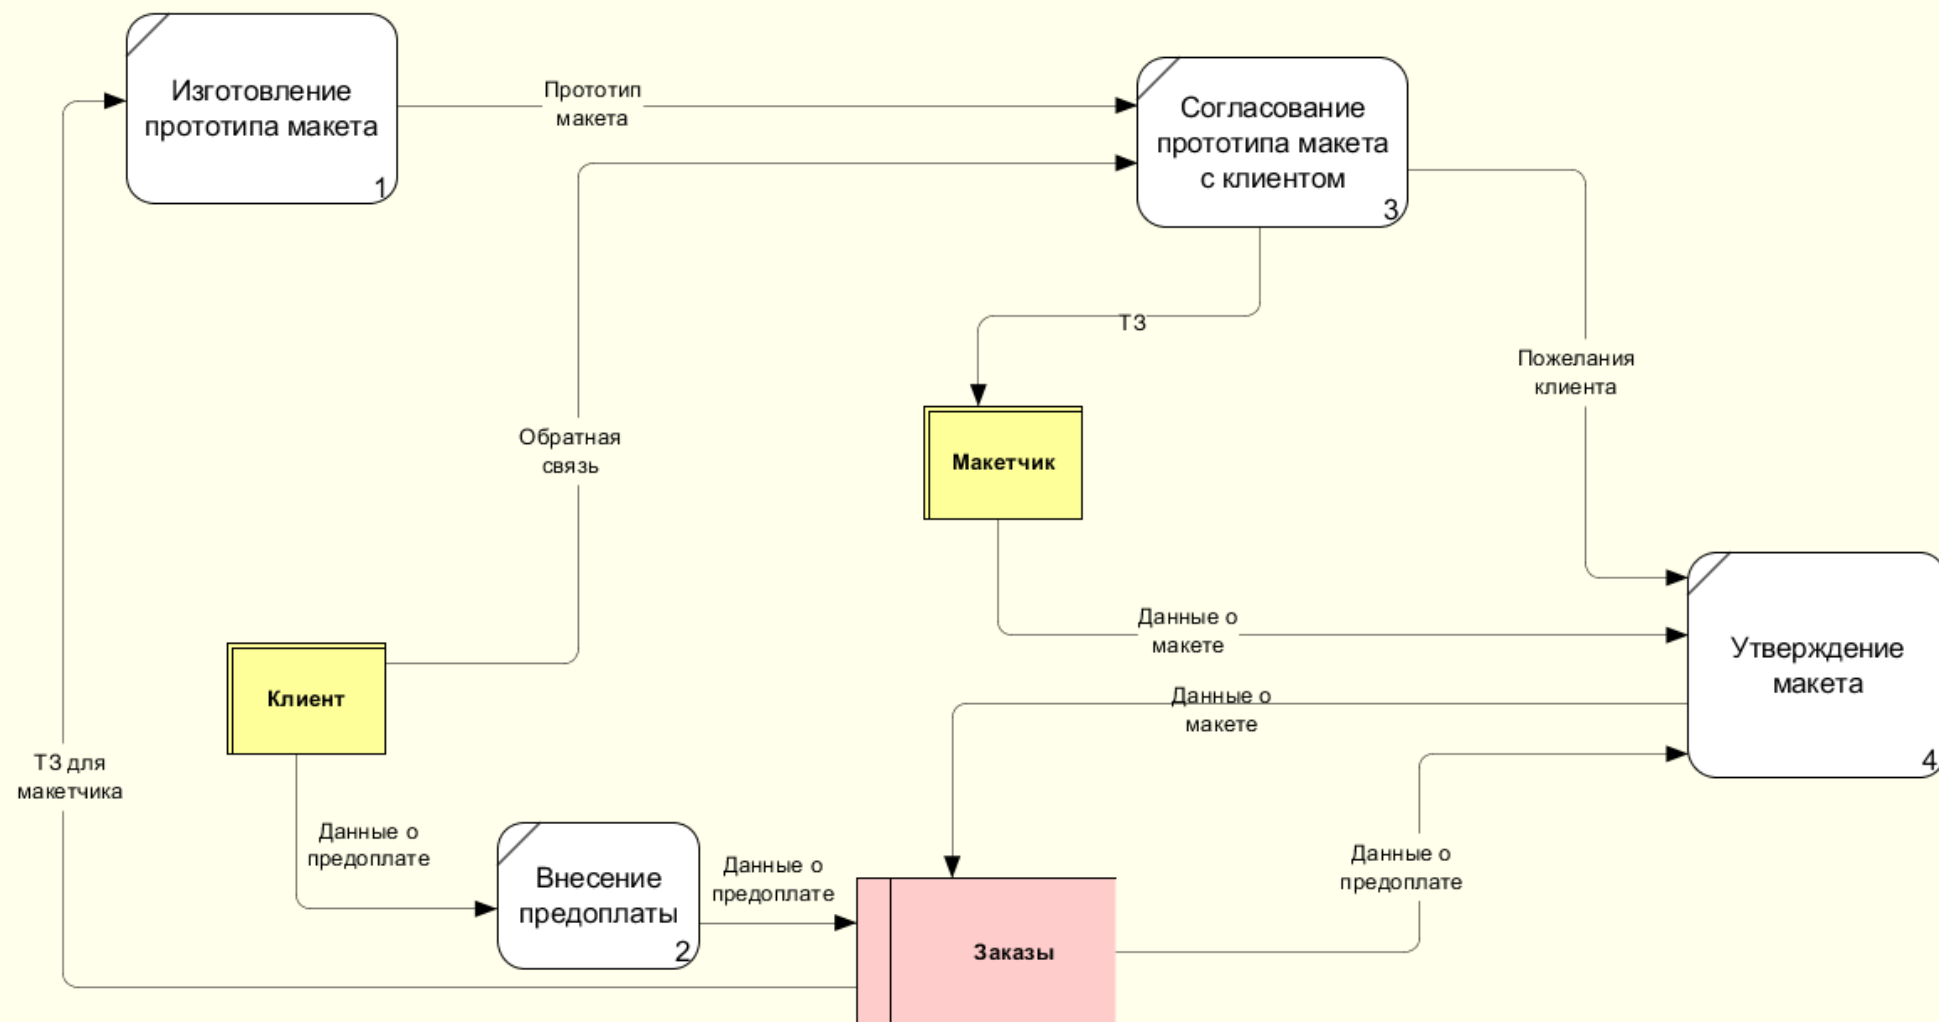 Изготовление
прототипа макета
1
Прототип
макета
Согласование
прототипа макета
с клиентом
3
ТЗ
Пожелания
клиента
Обратная
связь
Макетчик
Данные о
макете
Утверждение
макета
4
Клиент
Данные о
макете
ТЗ для
макетчика
Данные о
предоплате
Внесение
предоплаты
2
Данные о
предоплате
Данные о
предоплате
Заказы